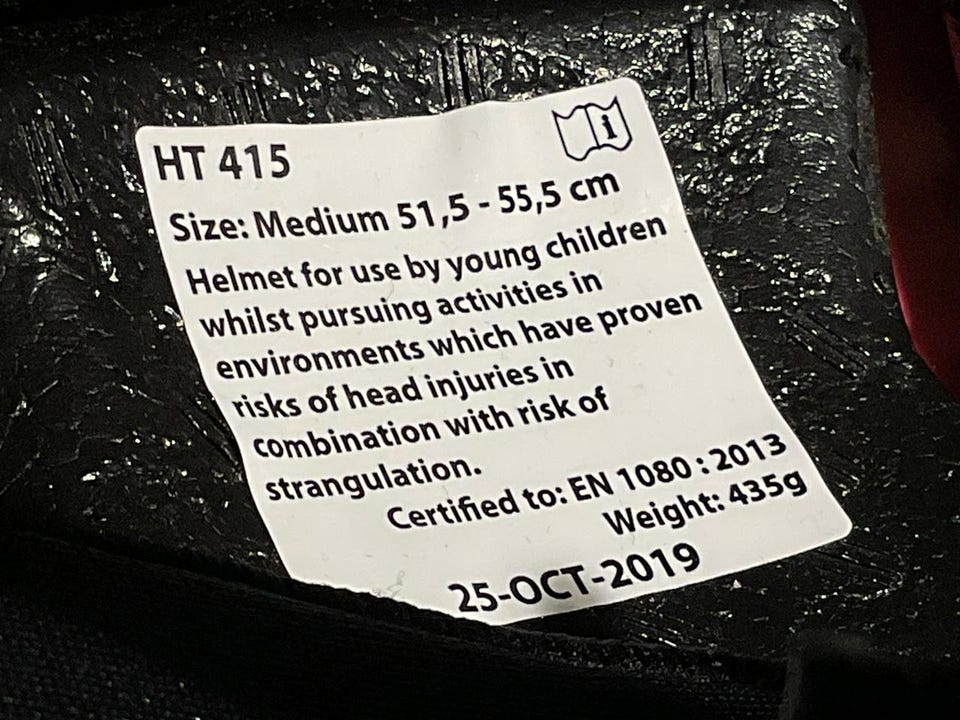 HT 415
i
Size: Medium 51,5 - 55,5 cm
Helmet for use by young children
whilst pursuing activities in
environments which have proven
risks of head injuries in
combination with risk of
strangulation.
Certified to: EN 1080 : 2013
Weight: 435g
25-OCT-2019